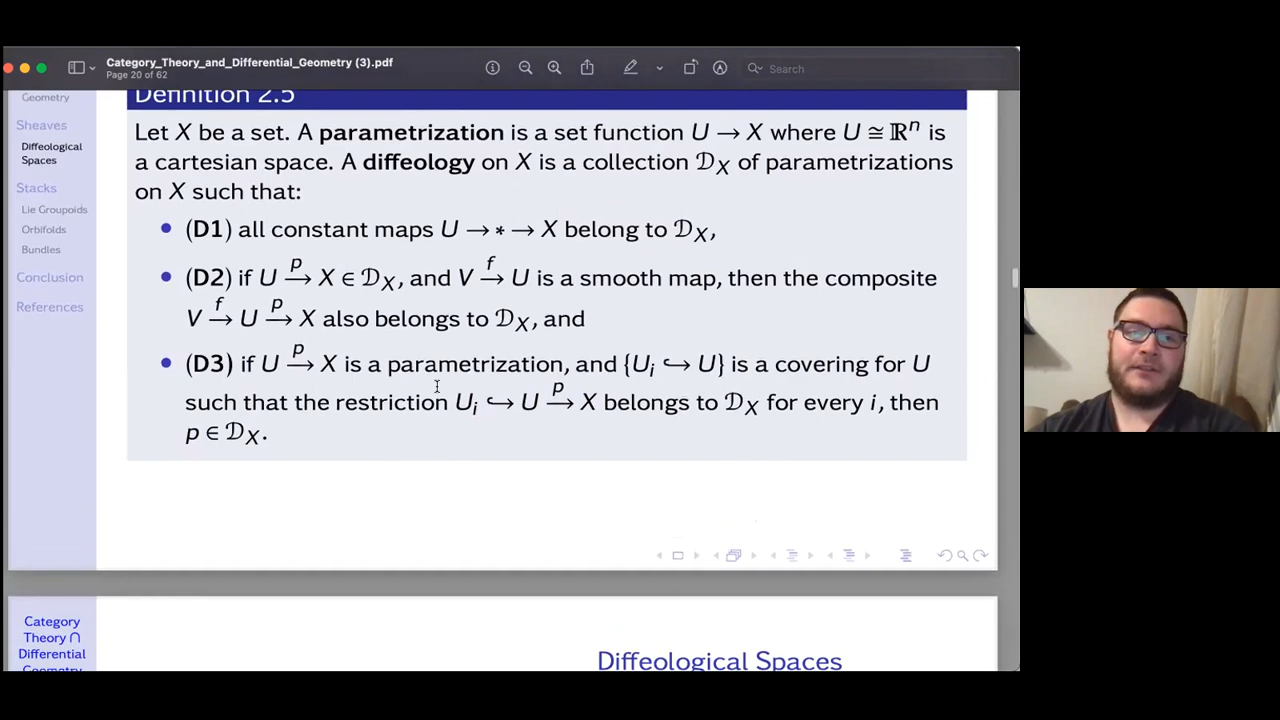 Category_Theory_and_Differential_Geometry (3).pdf
Page 20 of 62
Search
Geometry
Sheaves
Diffeological
Spaces
Stacks
Lie Groupoids
Orbifolds
Bundles
Conclusion
References
Definition 2.5
Let X be a set. A parametrization is a set function U → X where U ≅ ℝⁿ is
a cartesian space. A diffeology on X is a collection 𝒟_X of parametrizations
on X such that:
• (D1) all constant maps U → * → X belong to 𝒟_X,
• (D2) if U →^p X ∈ 𝒟_X, and V →^f U is a smooth map, then the composite
V →^f U →^p X also belongs to 𝒟_X, and
• (D3) if U →^p X is a parametrization, and {U_i ↪ U} is a covering for U
such that the restriction U_i ↪ U →^p X belongs to 𝒟_X for every i, then
p ∈ 𝒟_X.
Category
Theory ∩
Differential
Geometry
Diffeological Spaces